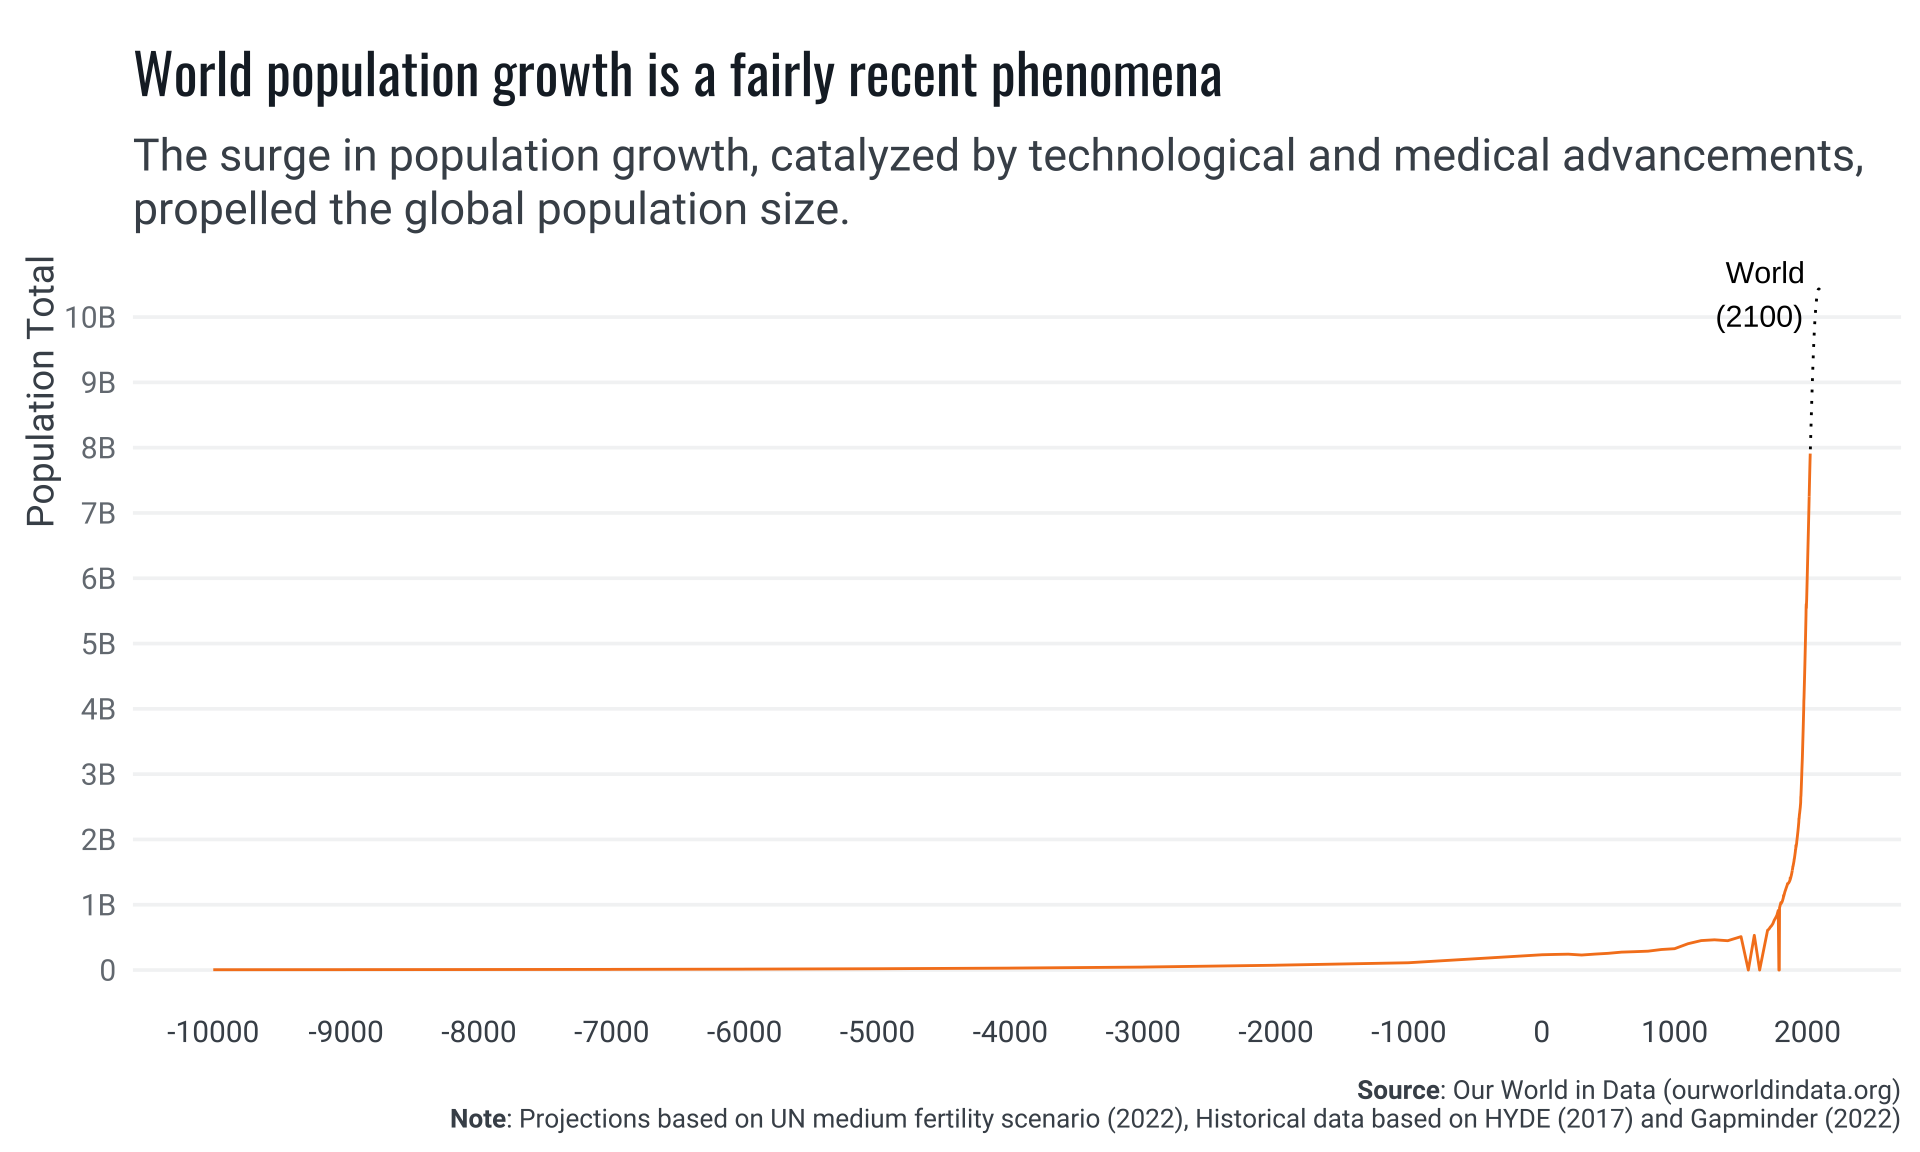 World population growth is a fairly recent phenomena
The surge in population growth, catalyzed by technological and medical advancements,
propelled the global population size.
Population Total
World
(2100)
10B
9B
8B
7B
6B
5B
4B
3B
2B
1B
0
-10000 -9000 -8000 -7000 -6000 -5000 -4000 -3000 -2000 -1000 0 1000 2000
Source: Our World in Data (ourworldindata.org)
Note: Projections based on UN medium fertility scenario (2022), Historical data based on HYDE (2017) and Gapminder (2022)